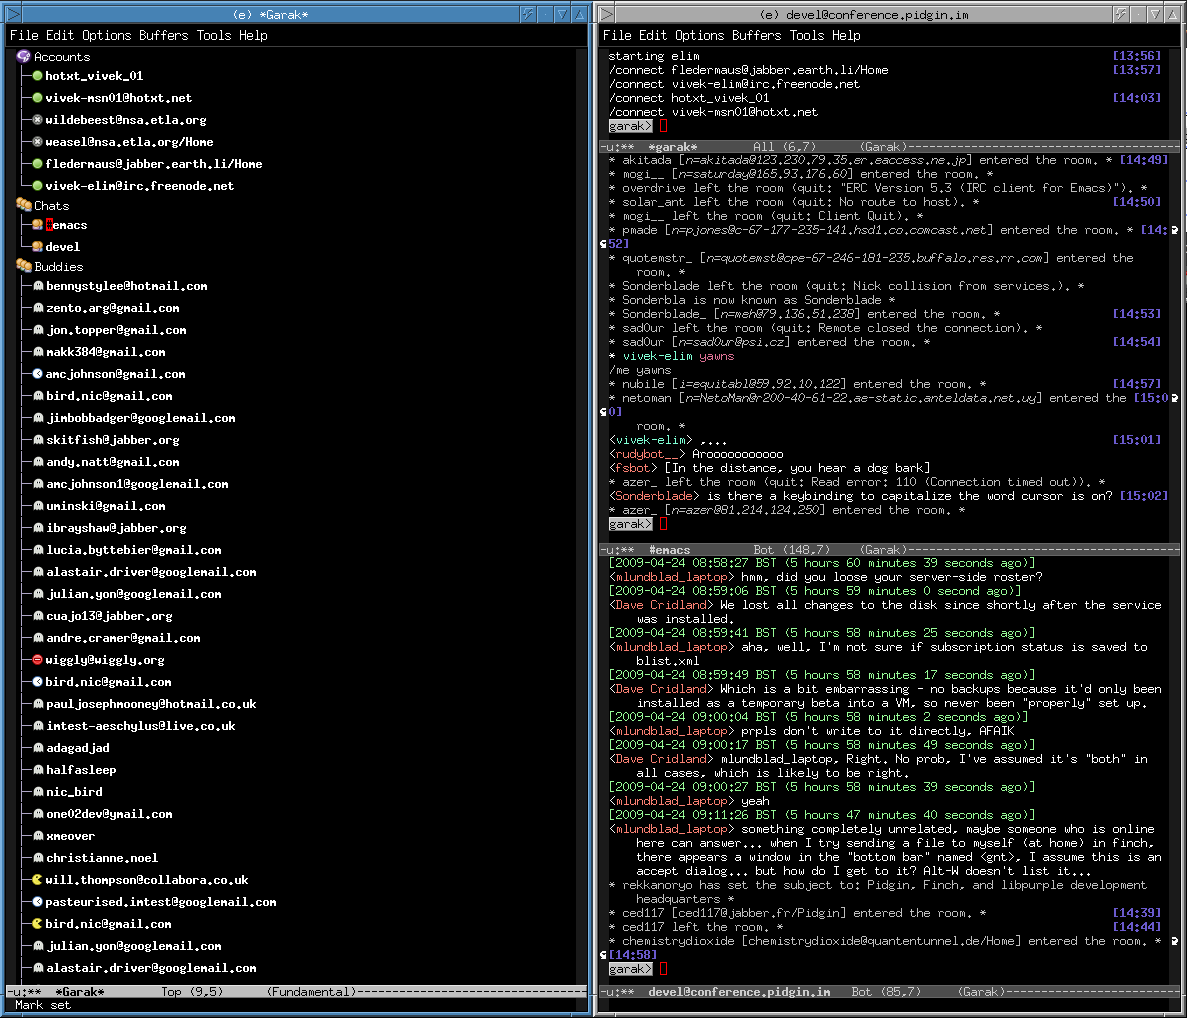 (e) *Garak*
File Edit Options Buffers Tools Help
Accounts
hotxt_vivek_01
vivek-msn01@hotxt.net
wildebeest@nsa.etla.org
weasel@nsa.etla.org/Home
fledermaus@jabber.earth.li/Home
vivek-elim@irc.freenode.net
Chats
#emacs
devel
Buddies
bennystylee@hotmail.com
zento.arg@gmail.com
jon.topper@gmail.com
makk384@gmail.com
amcjohnson@gmail.com
bird.nic@gmail.com
jimbobbadger@googlemail.com
skitfish@jabber.org
andy.natt@gmail.com
amcjohnson1@googlemail.com
uminski@gmail.com
ibrayshaw@jabber.org
lucia.byttebier@gmail.com
alastair.driver@googlemail.com
julian.yon@googlemail.com
cuajo13@jabber.org
andre.cramer@gmail.com
wiggly@wiggly.org
bird.nic@gmail.com
pauljosephmooney@hotmail.co.uk
imtest-aeschylus@live.co.uk
adagadjad
halfasleep
nic_bird
one02dev@ymail.com
xmeover
christianne.noel
will.thompson@collabora.co.uk
pasteurised.imtest@googlemail.com
bird.nic@gmail.com
julian.yon@googlemail.com
alastair.driver@googlemail.com
-u:** *Garak* Top (9,5) (Fundamental)
Mark set
(e) devel@conference.pidgin.im
File Edit Options Buffers Tools Help
starting elim [13:56]
/connect fledermaus@jabber.earth.li/Home [13:57]
/connect vivek-elim@irc.freenode.net
/connect hotxt_vivek_01 [14:03]
/connect vivek-msn01@hotxt.net
garak>
-u:** *garak* All (6,7) (Garak)
* akitada [n=akitada@123.230.79.35.er.eaccess.ne.jp] entered the room. * [14:49]
* mogi__ [n=saturday@165.93.176.60] entered the room. *
* overdrive left the room (quit: "ERC Version 5.3 (IRC client for Emacs)"). *
* solar_ant left the room (quit: No route to host). * [14:50]
* mogi__ left the room (quit: Client Quit). *
* pmade [n=pjones@c-67-177-235-141.hsd1.co.comcast.net] entered the room. * [14:
52]
* quotemstr_ [n=quotemst@cpe-67-246-181-235.buffalo.res.rr.com] entered the
room. *
* Sonderblade left the room (quit: Nick collision from services.). *
* Sonderbla is now known as Sonderblade *
* Sonderblade_ [n=meh@79.136.51.238] entered the room. * [14:53]
* sad0ur left the room (quit: Remote closed the connection). *
* sad0ur [n=sad0ur@psi.cz] entered the room. * [14:54]
* vivek-elim yawns
/me yawns
* nubile [i=equitabl@59.92.10.122] entered the room. * [14:57]
* netoman [n=NetoMan@r200-40-61-22.ae-static.anteldata.net.uy] entered the [15:0
0]
room. *
<vivek-elim> ,... [15:01]
<rudybot__> Arooooooooooo
<fsbot> [In the distance, you hear a dog bark]
* azer_ left the room (quit: Read error: 110 (Connection timed out)). *
<Sonderblade> is there a keybinding to capitalize the word cursor is on? [15:02]
* azer_ [n=azer@81.214.124.250] entered the room. *
garak>
-u:** #emacs Bot (148,7) (Garak)
[2009-04-24 08:58:27 BST (5 hours 60 minutes 39 seconds ago)]
<mlundblad_laptop> hmm, did you loose your server-side roster?
[2009-04-24 08:59:06 BST (5 hours 59 minutes 0 second ago)]
<Dave Cridland> We lost all changes to the disk since shortly after the service
was installed.
[2009-04-24 08:59:41 BST (5 hours 58 minutes 25 seconds ago)]
<mlundblad_laptop> aha, well, I'm not sure if subscription status is saved to
blist.xml
[2009-04-24 08:59:49 BST (5 hours 58 minutes 17 seconds ago)]
<Dave Cridland> Which is a bit embarrassing - no backups because it'd only been
installed as a temporary beta into a VM, so never been "properly" set up.
[2009-04-24 09:00:04 BST (5 hours 58 minutes 2 seconds ago)]
<mlundblad_laptop> prpls don't write to it directly, AFAIK
[2009-04-24 09:00:17 BST (5 hours 58 minutes 49 seconds ago)]
<Dave Cridland> mlundblad_laptop, Right. No prob, I've assumed it's "both" in
all cases, which is likely to be right.
[2009-04-24 09:00:27 BST (5 hours 58 minutes 39 seconds ago)]
<mlundblad_laptop> yeah
[2009-04-24 09:11:26 BST (5 hours 47 minutes 40 seconds ago)]
<mlundblad_laptop> something completely unrelated, maybe someone who is online
here can answer... when I try sending a file to myself (at home) in finch,
there appears a window in the "bottom bar" named <gnt>, I assume this is an
accept dialog... but how do I get to it? Alt-W doesn't list it...
* rekkanoryo has set the subject to: Pidgin, Finch, and libpurple development
headquarters *
* ced117 [ced117@jabber.fr/Pidgin] entered the room. * [14:39]
* ced117 left the room. * [14:44]
* chemistrydioxide [chemistrydioxide@quantentunnel.de/Home] entered the room. *
[14:58]
garak>
-u:** devel@conference.pidgin.im Bot (85,7) (Garak)